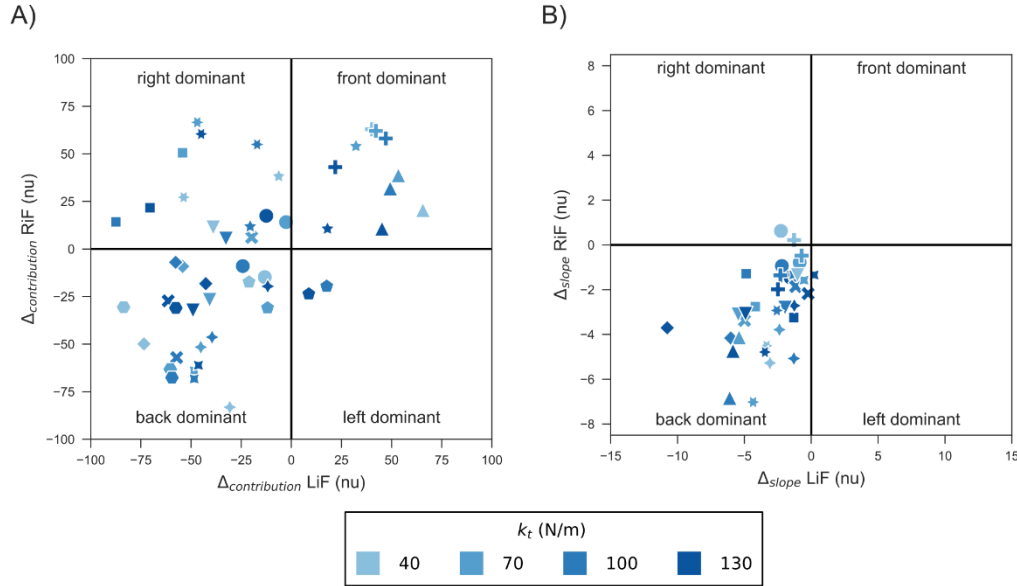 A)
B)
right dominant
front dominant
back dominant
left dominant
100
75
50
25
0
−25
−50
−75
−100
−100
−75
−50
−25
0
25
50
75
100
Δcontribution RiF (nu)
Δcontribution LiF (nu)
right dominant
front dominant
back dominant
left dominant
8
6
4
2
0
−2
−4
−6
−8
−15
−10
−5
0
5
10
15
Δslope RiF (nu)
Δslope LiF (nu)
kt (N/m)
40 70 100 130